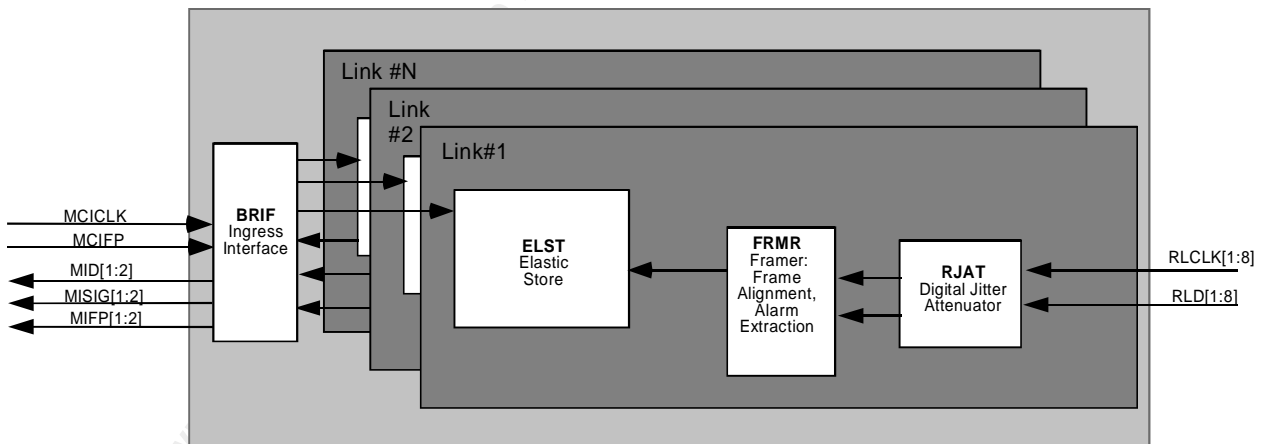 Link #N
Link
#2
Link#1
MCICLK
MCIFP
MID[1:2]
MISIG[1:2]
MIFP[1:2]
BRIF
Ingress
Interface
ELST
Elastic
Store
FRMR
Framer:
Frame
Alignment,
Alarm
Extraction
RJAT
Digital Jitter
Attenuator
RLCLK[1:8]
RLD[1:8]